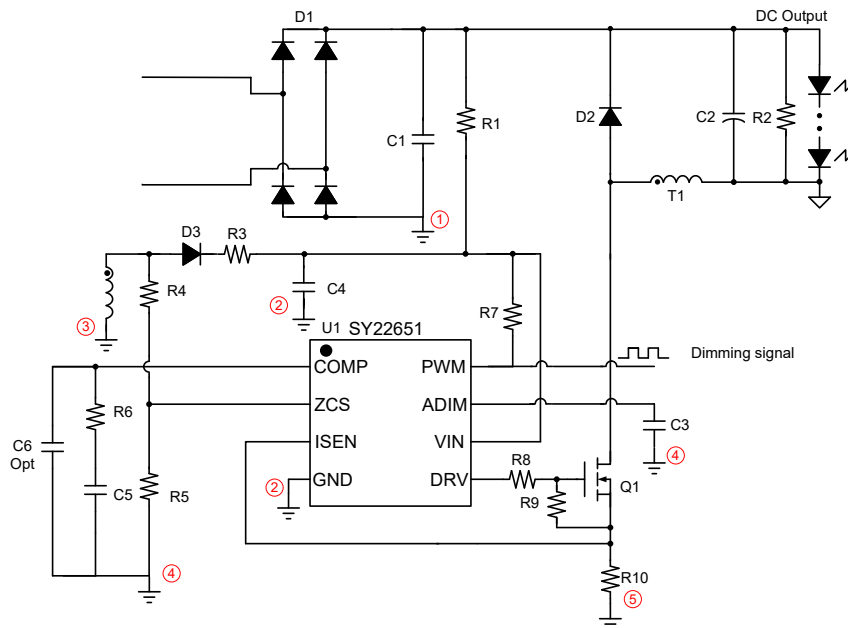 D1
DC Output
C1
R1
D2
C2
R2
①
T1
D3
R3
R4
C4
②
③
R7
U1 SY22651
COMP
PWM
Dimming signal
ZCS
ADIM
R6
C3
C6
Opt
ISEN
VIN
④
C5
R5
②
GND
DRV
R8
R9
Q1
④
R10
⑤